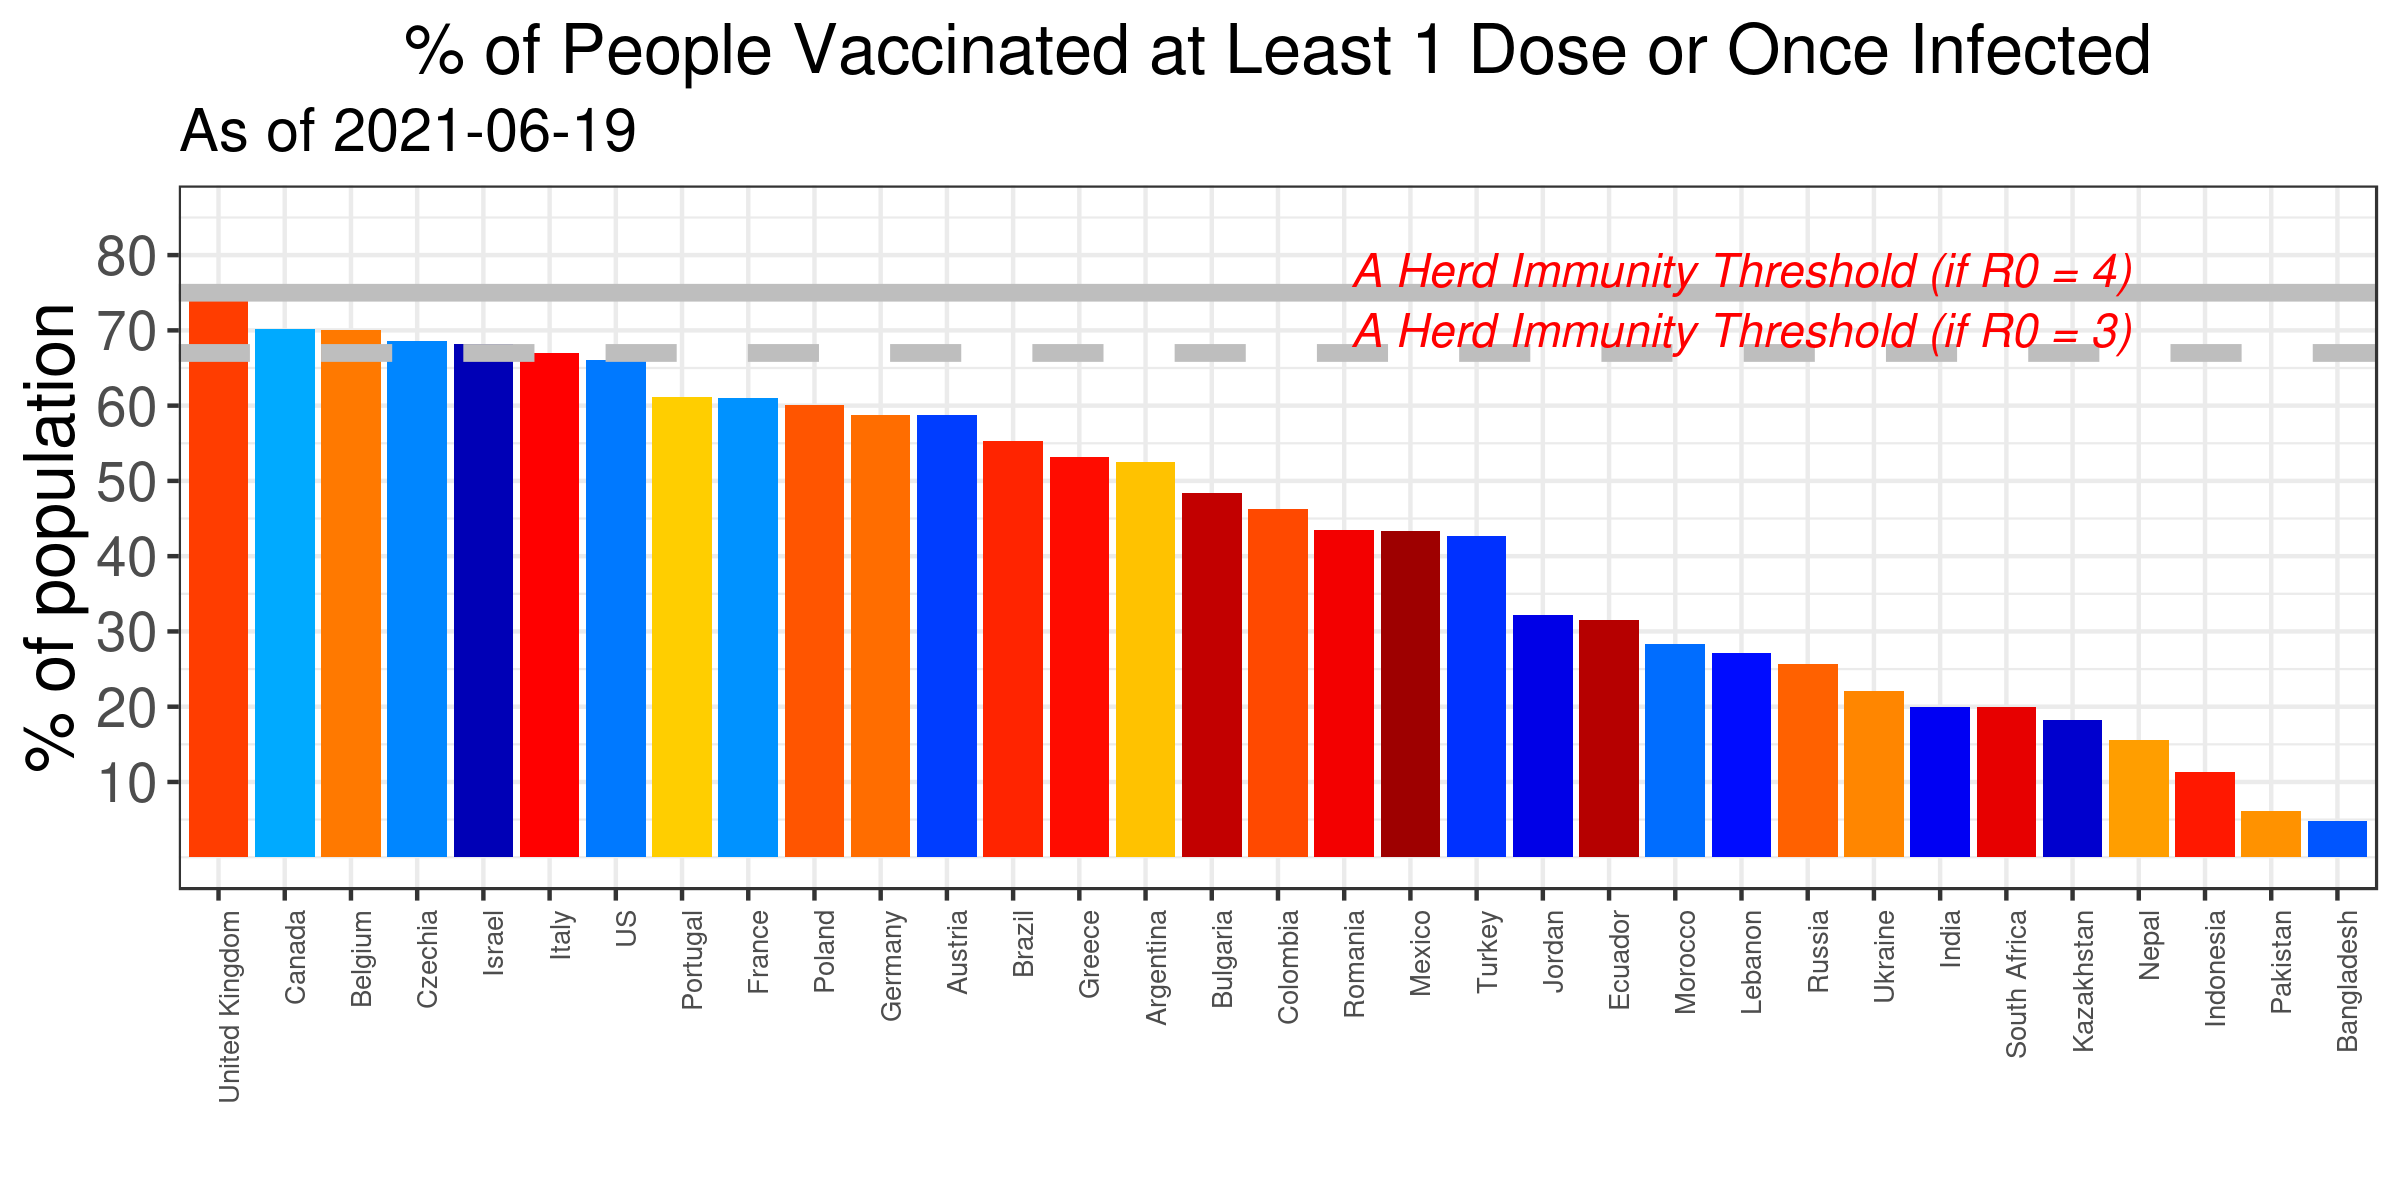 % of People Vaccinated at Least 1 Dose or Once Infected
As of 2021-06-19
% of population
80
70
60
50
40
30
20
10
A Herd Immunity Threshold (if R0 = 4)
A Herd Immunity Threshold (if R0 = 3)
United Kingdom
Canada
Belgium
Czechia
Israel
Italy
US
Portugal
France
Poland
Germany
Austria
Brazil
Greece
Argentina
Bulgaria
Colombia
Romania
Mexico
Turkey
Jordan
Ecuador
Morocco
Lebanon
Russia
Ukraine
India
South Africa
Kazakhstan
Nepal
Indonesia
Pakistan
Bangladesh